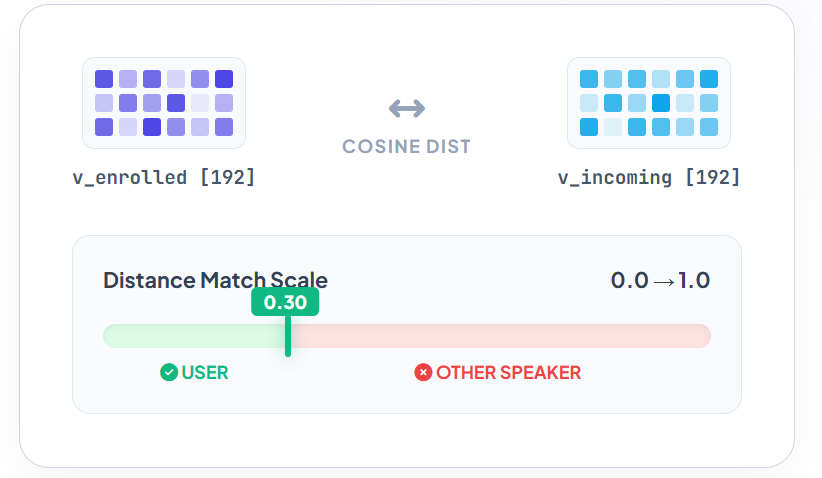 COSINE DIST
v_enrolled [192]
v_incoming [192]
Distance Match Scale
0.0→1.0
0.30
USER
OTHER SPEAKER